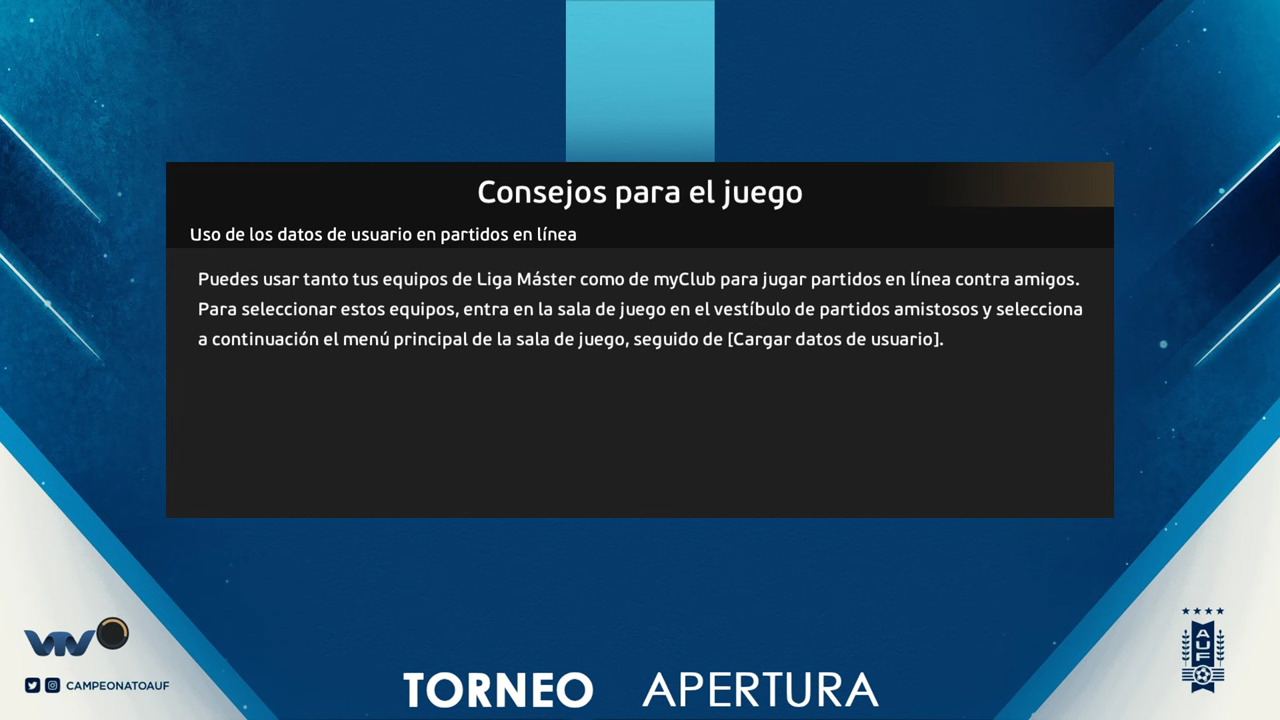 Consejos para el juego
Uso de los datos de usuario en partidos en línea
Puedes usar tanto tus equipos de Liga Máster como de myClub para jugar partidos en línea contra amigos.
Para seleccionar estos equipos, entra en la sala de juego en el vestíbulo de partidos amistosos y selecciona
a continuación el menú principal de la sala de juego, seguido de [Cargar datos de usuario].
VTV
CAMPEONATOAUF
TORNEO APERTURA
AUF